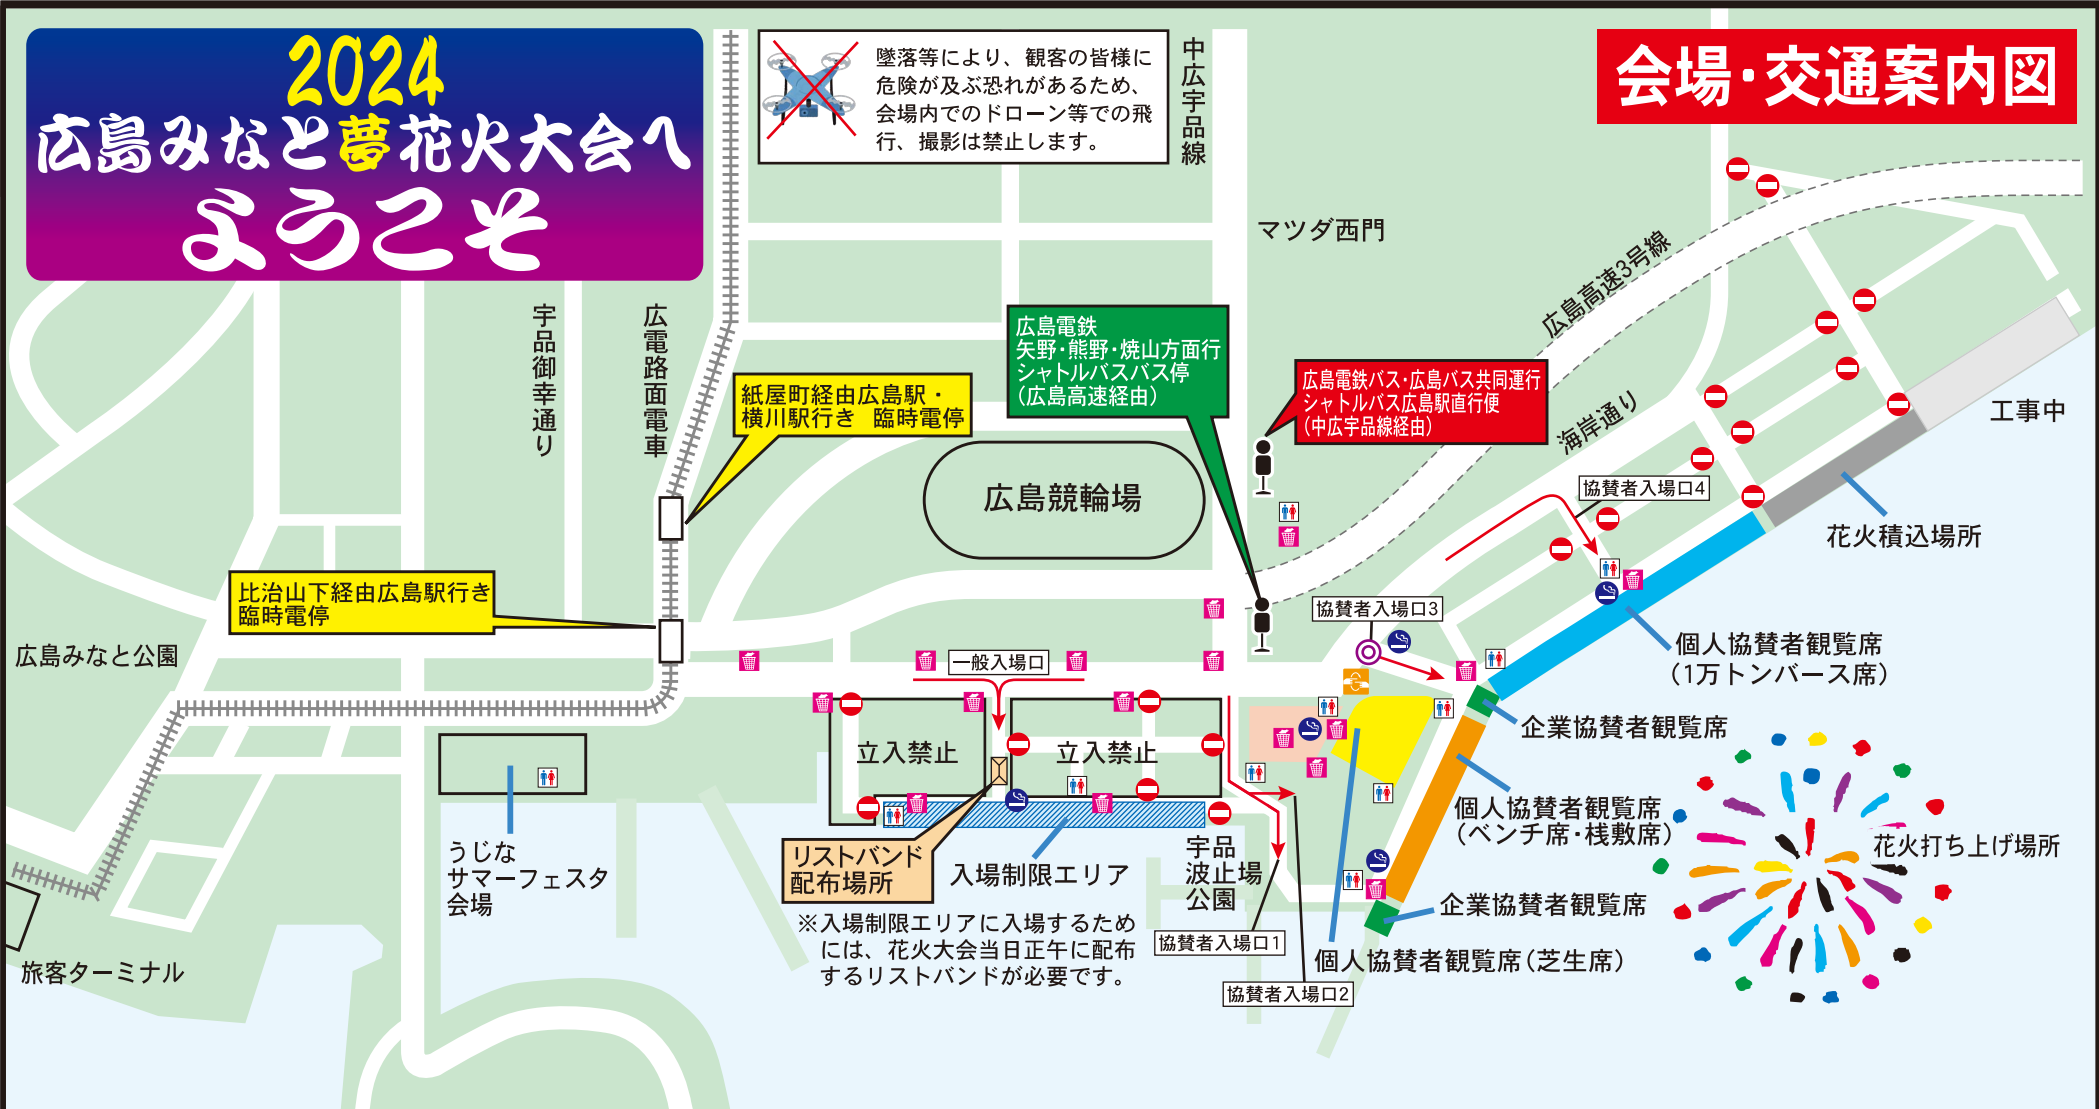 2024
広島みなと夢花火大会へ
ようこそ
墜落等により、観客の皆様に
危険が及ぶ恐れがあるため、
会場内でのドローン等での飛
行、撮影は禁止します。
中広宇品線
会場・交通案内図
マツダ西門
広島高速3号線
宇品御幸通り
広電路面電車
広島電鉄
矢野・熊野・焼山方面行
シャトルバスバス停
（広島高速経由）
広島電鉄バス・広島バス共同運行
シャトルバス広島駅直行便
（中広宇品線経由）
紙屋町経由広島駅・
横川駅行き 臨時電停
海岸通り
工事中
広島競輪場
協賛者入場口4
花火積込場所
比治山下経由広島駅行き
臨時電停
協賛者入場口3
広島みなと公園
一般入場口
個人協賛者観覧席
（1万トンバース席）
企業協賛者観覧席
立入禁止
立入禁止
個人協賛者観覧席
（ベンチ席・桟敷席）
花火打ち上げ場所
うじな
サマーフェスタ
会場
リストバンド
配布場所
入場制限エリア
宇品
波止場
公園
企業協賛者観覧席
※入場制限エリアに入場するため
には、花火大会当日正午に配布
するリストバンドが必要です。
協賛者入場口1
個人協賛者観覧席（芝生席）
旅客ターミナル
協賛者入場口2